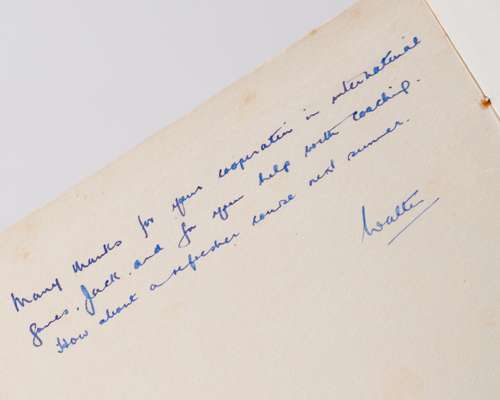 Many thanks for your cooperation in international
games, Jack, and for your help with coaching.
How about a refresher course next summer.
Walter